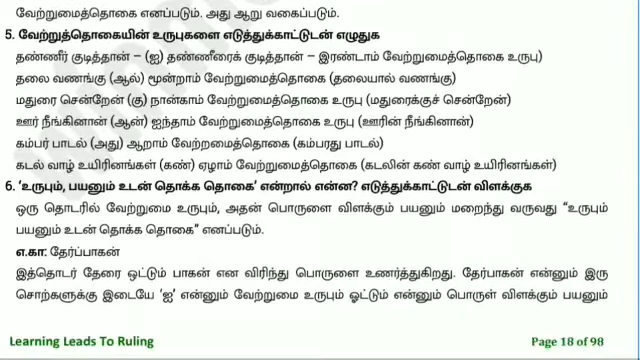 வேற்றுமைத்தொகை எனப்படும். அது ஆறு வகைப்படும்.
5. வேற்றுத்தொகையின் உருபுகளை எடுத்துக்காட்டுடன் எழுதுக
தண்ணீர் குடித்தான் – (ஐ) தண்ணீரைக் குடித்தான் – இரண்டாம் வேற்றுமைத்தொகை உருபு)
தலை வணங்கு (ஆல்) மூன்றாம் வேற்றுமைத்தொகை (தலையால் வணங்கு)
மதுரை சென்றேன் (கு) நான்காம் வேற்றுமைத்தொகை உருபு (மதுரைக்குச் சென்றேன்)
ஊர் நீங்கினான் (ஆன்) ஐந்தாம் வேற்றுமைத்தொகை உருபு (ஊரின் நீங்கினான்)
கம்பர் பாடல் (அது) ஆறாம் வேற்றமைத்தொகை (கம்பரது பாடல்)
கடல் வாழ் உயிரினங்கள் (கண்) ஏழாம் வேற்றுமைத்தொகை (கடலின் கண் வாழ் உயிரினங்கள்)
6. ‘உருபும், பயனும் உடன் தொக்க தொகை’ என்றால் என்ன? எடுத்துக்காட்டுடன் விளக்குக
ஒரு தொடரில் வேற்றுமை உருபும், அதன் பொருளை விளக்கும் பயனும் மறைந்து வருவது “உருபும்
பயனும் உடன் தொக்க தொகை” எனப்படும்.
எ.கா: தேர்ப்பாகன்
இத்தொடர் தேரை ஒட்டும் பாகன் என விரிந்து பொருளை உணர்த்துகிறது. தேர்பாகன் என்னும் இரு
சொற்களுக்கு இடையே ‘ஐ’ என்னும் வேற்றுமை உருபும் ஓட்டும் என்னும் பொருள் விளக்கும் பயனும்
Learning Leads To Ruling
Page 18 of 98